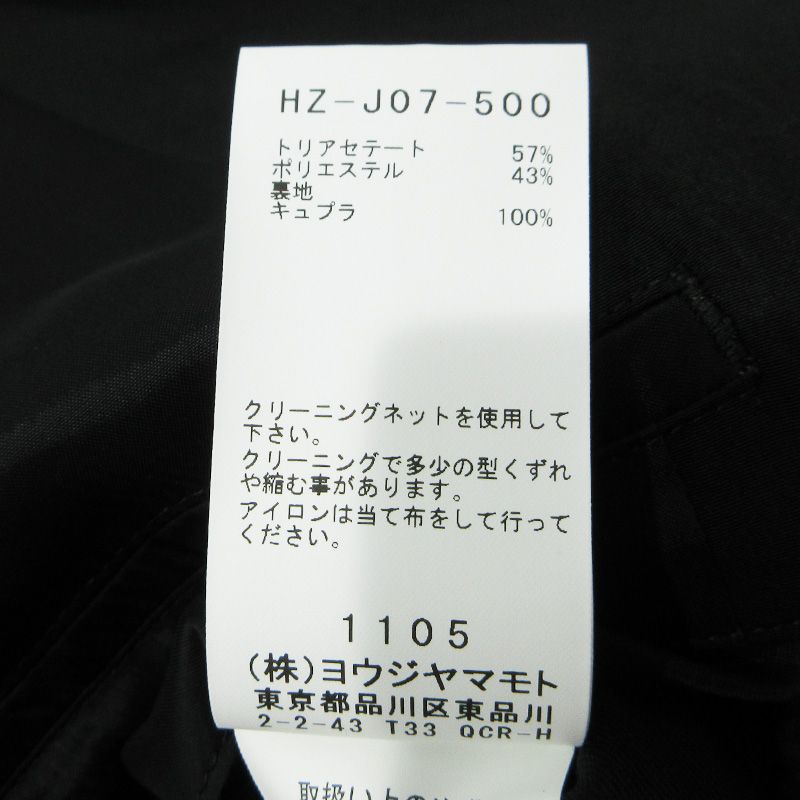 HZ-J07-500
トリアセテート 57%
ポリエステル 43%
裏地
キュプラ 100%
クリーニングネットを使用して
下さい。
クリーニングで多少の型くずれ
や縮む事があります。
アイロンは当て布をして行って
ください。
1105
(株)ヨウジヤマモト
東京都品川区東品川
2-2-43 T33 QCR-H
取扱い上の